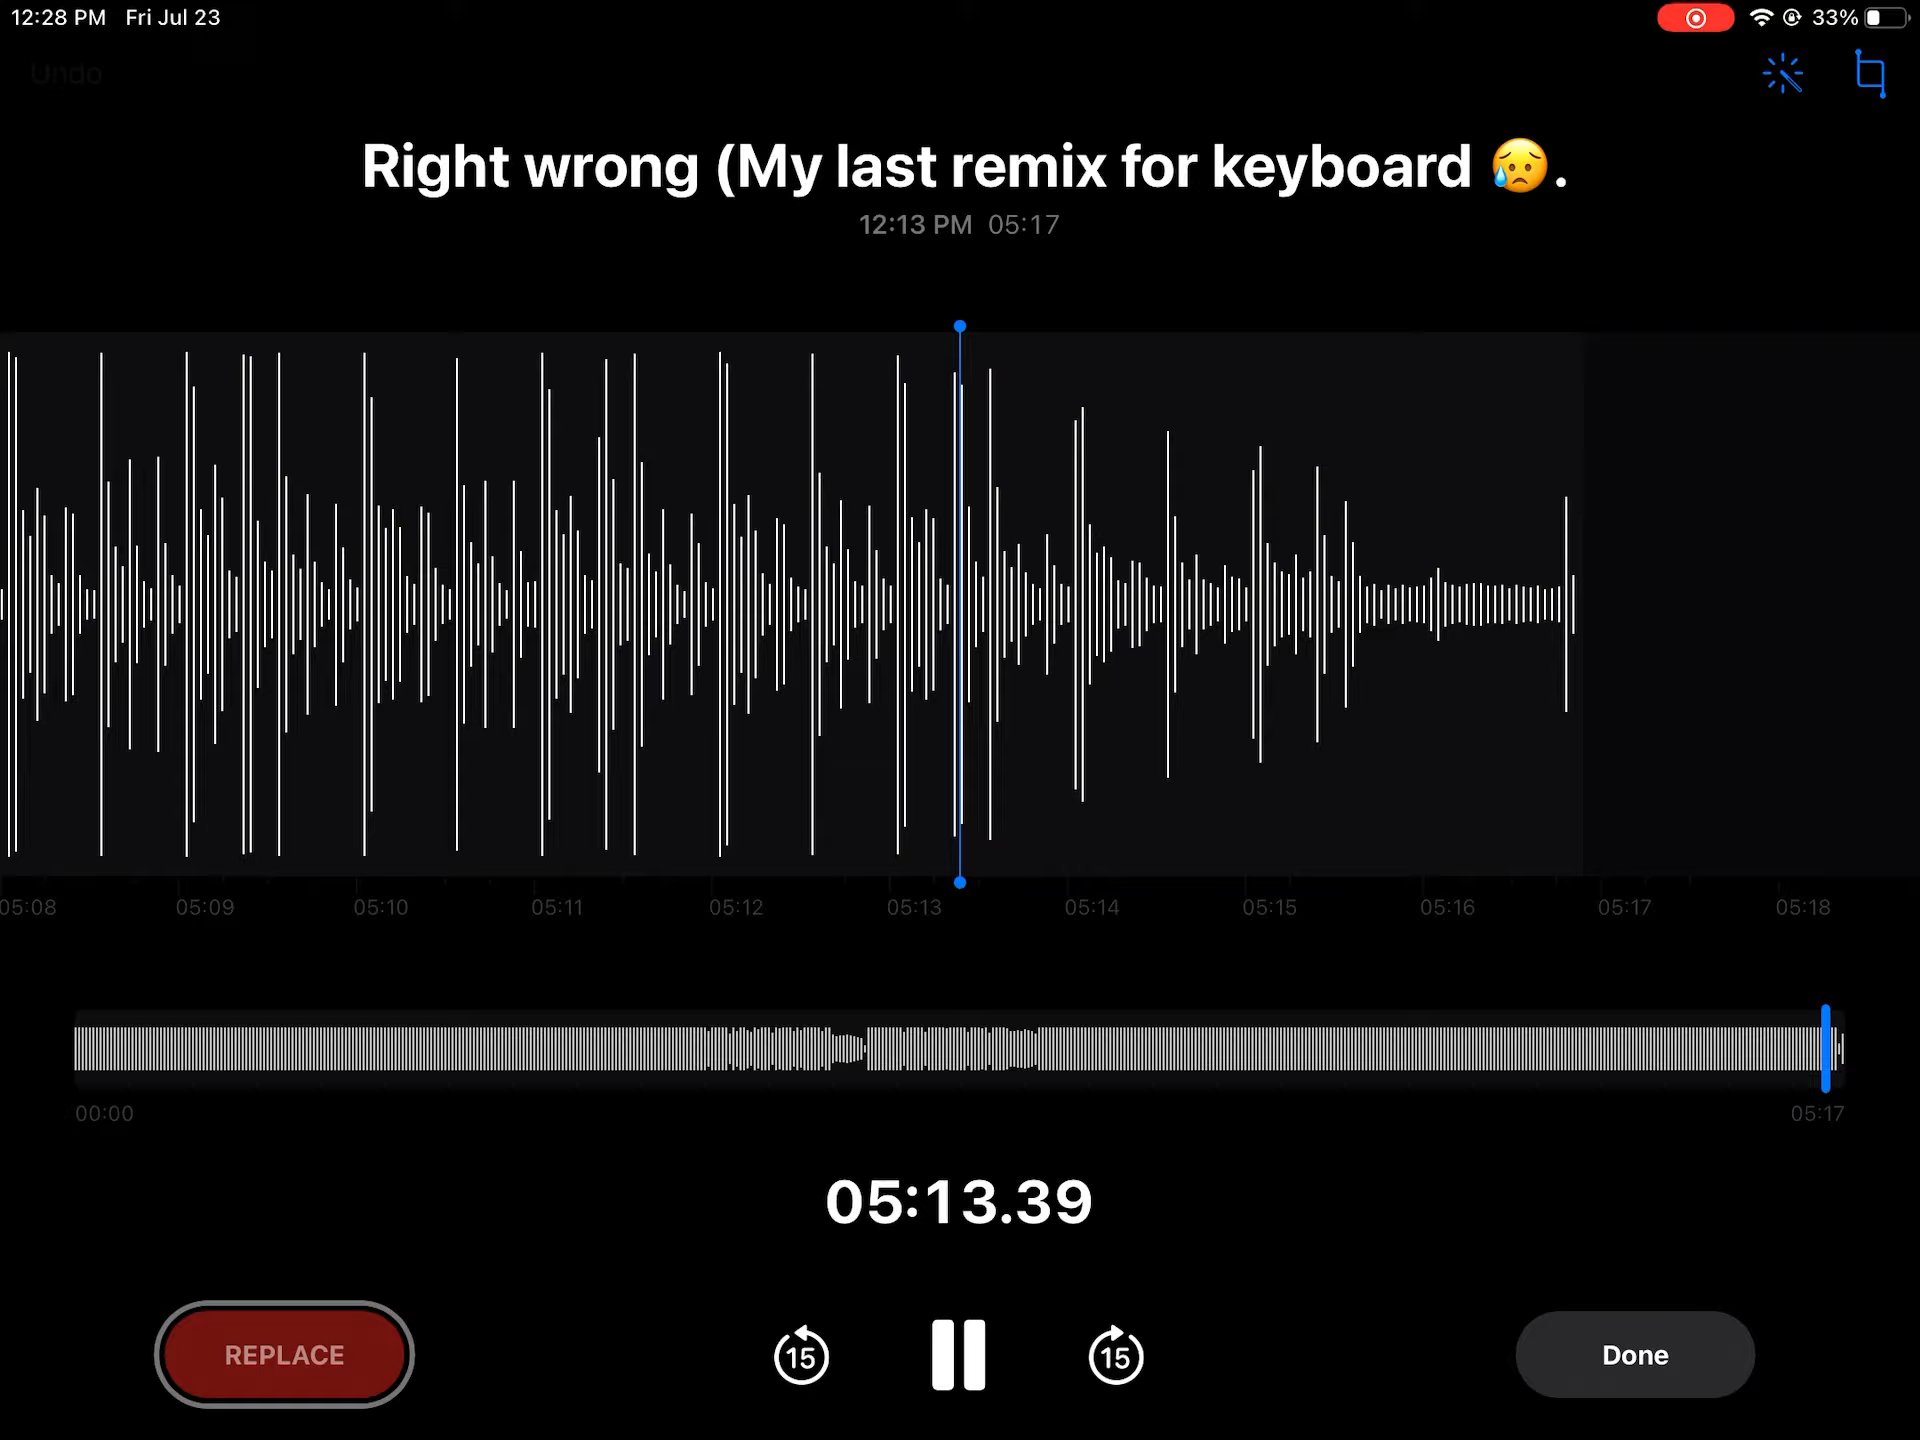 12:28 PM Fri Jul 23 33%
Undo
Right wrong (My last remix for keyboard 😥.
12:13 PM 05:17
05:08 05:09 05:10 05:11 05:12 05:13 05:14 05:15 05:16 05:17 05:18
00:00 05:17
05:13.39
REPLACE 15 15 Done